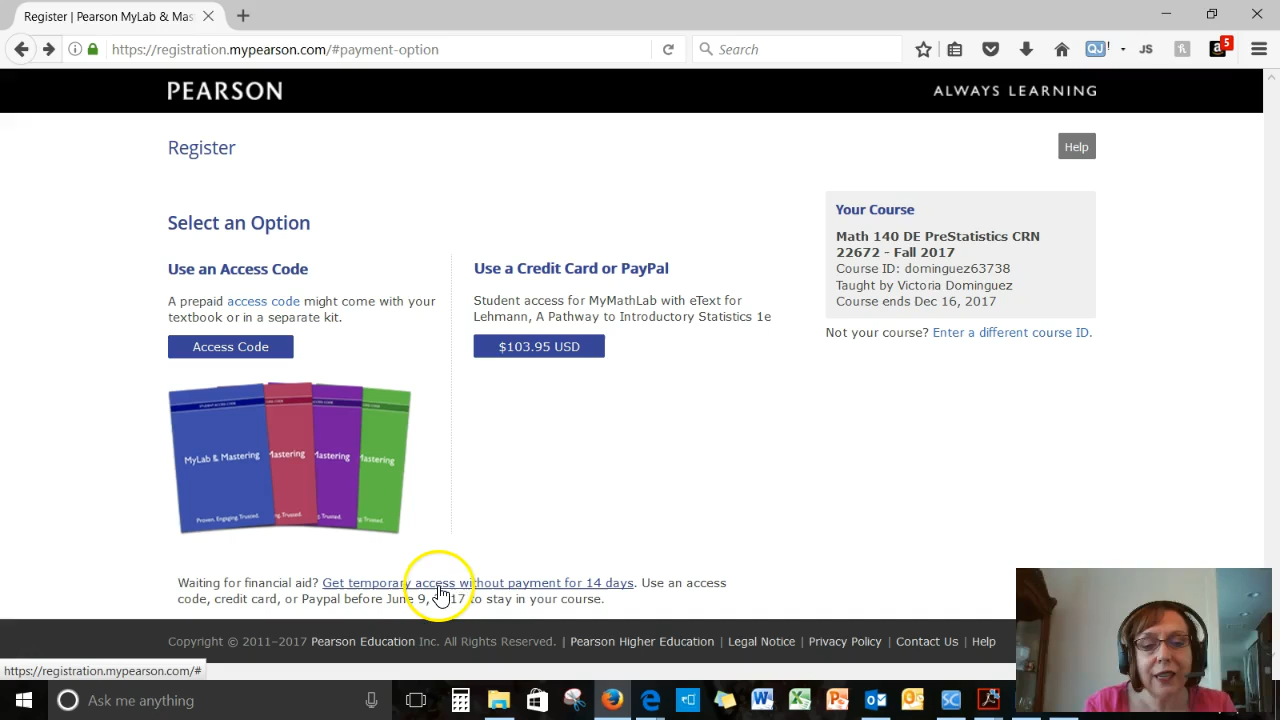 Register | Pearson MyLab & Mas
https://registration.mypearson.com/#payment-option
Search
QJ
!
JS
5
PEARSON
ALWAYS LEARNING
Register
Help
Select an Option
Your Course
Math 140 DE PreStatistics CRN
22672 - Fall 2017
Course ID: dominguez63738
Taught by Victoria Dominguez
Course ends Dec 16, 2017
Not your course? Enter a different course ID.
Use an Access Code
A prepaid access code might come with your
textbook or in a separate kit.
Access Code
Use a Credit Card or PayPal
Student access for MyMathLab with eText for
Lehmann, A Pathway to Introductory Statistics 1e
$103.95 USD
MyLab & Mastering
Mastering
Mastering
Mastering
Proven. Engaging. Trusted.
Waiting for financial aid? Get temporary access without payment for 14 days. Use an access
code, credit card, or Paypal before June 9, 17 to stay in your course.
Copyright © 2011–2017 Pearson Education Inc. All Rights Reserved. | Pearson Higher Education | Legal Notice | Privacy Policy | Contact Us | Help
https://registration.mypearson.com/#
Ask me anything